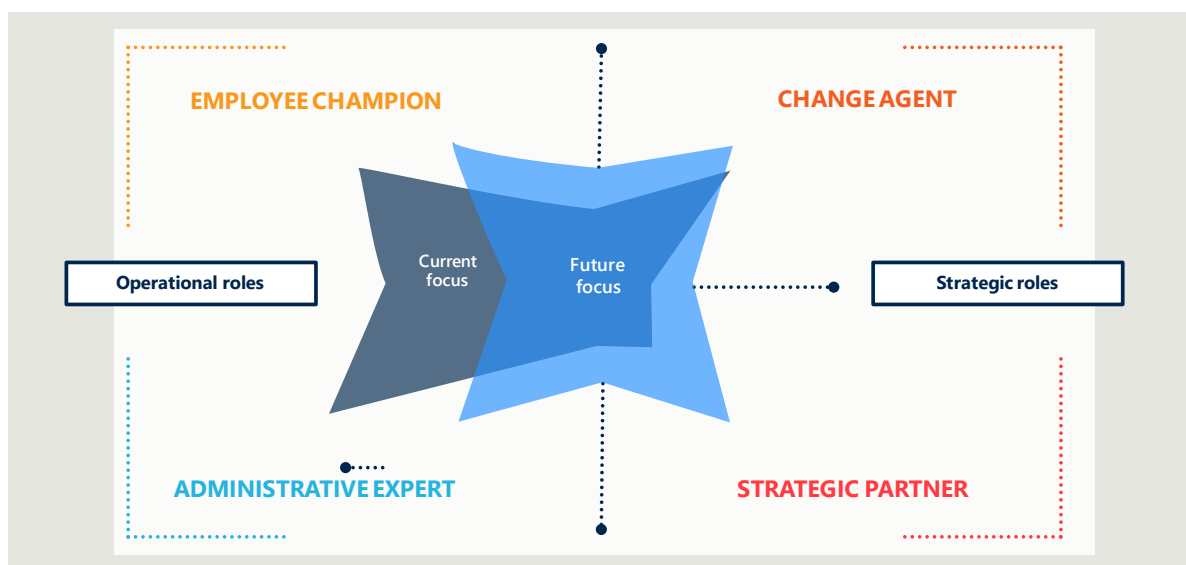 EMPLOYEE CHAMPION
CHANGE AGENT
Current
focus
Future
focus
Operational roles
Strategic roles
ADMINISTRATIVE EXPERT
STRATEGIC PARTNER